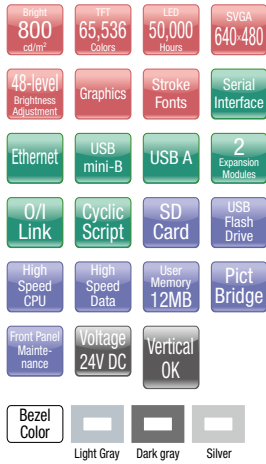 Bright
800
cd/m²
TFT
65,536
Colors
LED
50,000
Hours
SVGA
640×480
48-level
Brightness
Adjustment
Graphics
Stroke
Fonts
Serial
Interface
Ethernet
USB
mini-B
USB A
2
Expansion
Modules
O/I
Link
Cyclic
Script
SD
Card
USB
Flash
Drive
High
Speed
CPU
High
Speed
Data
User
Memory
12MB
Pict
Bridge
Front Panel
Mainte-
nance
Voltage
24V DC
Vertical
OK
Bezel
Color
Light Gray
Dark gray
Silver